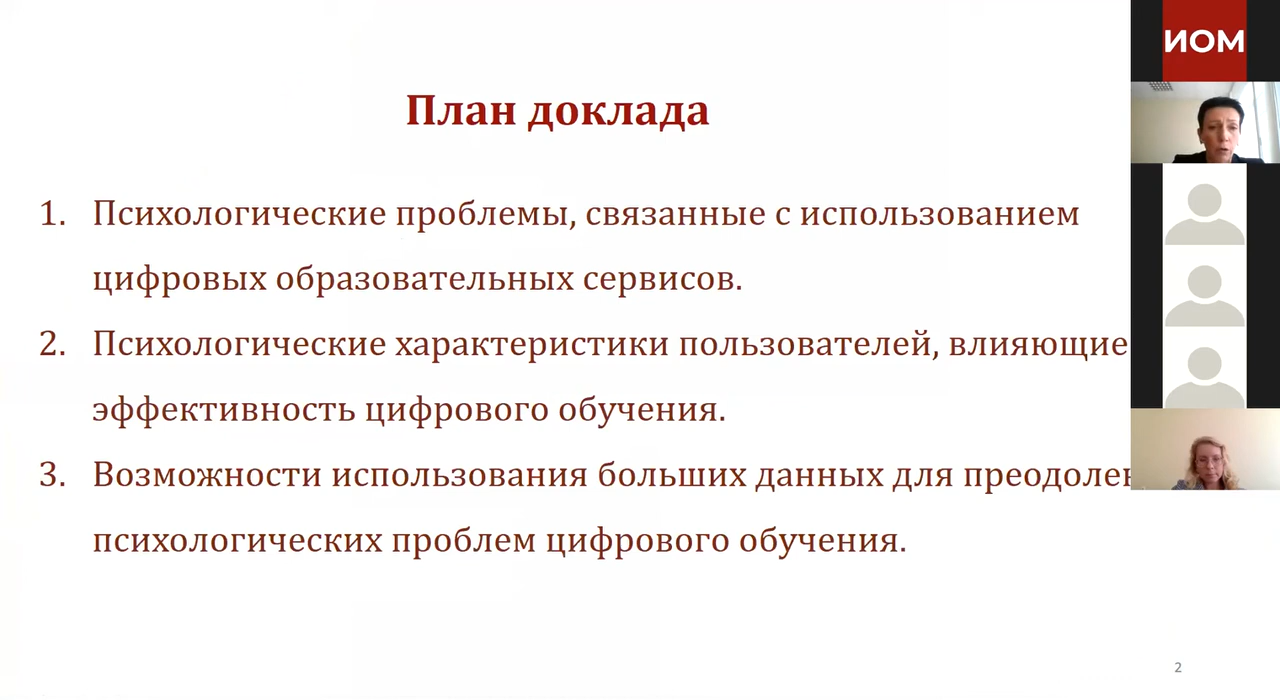 План доклада
1. Психологические проблемы, связанные с использованием
цифровых образовательных сервисов.
2. Психологические характеристики пользователей, влияющие
эффективность цифрового обучения.
3. Возможности использования больших данных для
психологических проблем цифрового обучения.
ИОМ
2